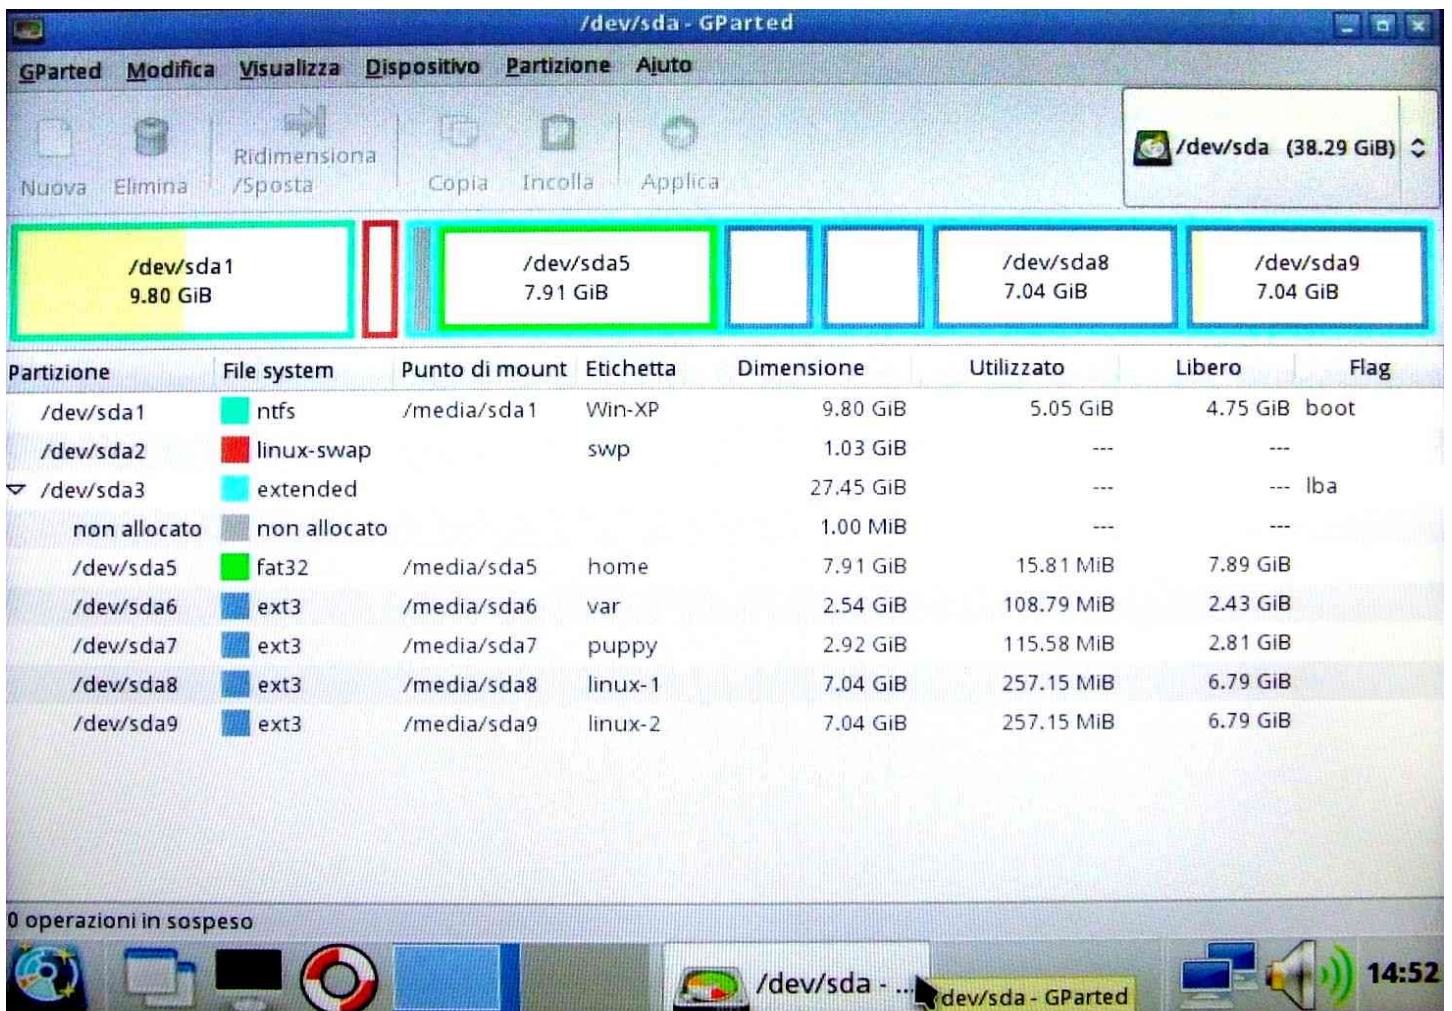 /dev/sda - GParted
GParted Modifica Visualizza Dispositivo Partizione Aiuto
Nuova Elimina Ridimensiona
/Sposta Copia Incolla Applica
/dev/sda (38.29 GiB)
/dev/sda1
9.80 GiB
/dev/sda5
7.91 GiB
/dev/sda8
7.04 GiB
/dev/sda9
7.04 GiB
Partizione File system Punto di mount Etichetta Dimensione Utilizzato Libero Flag
/dev/sda1 ntfs /media/sda1 Win-XP 9.80 GiB 5.05 GiB 4.75 GiB boot
/dev/sda2 linux-swap swp 1.03 GiB --- ---
/dev/sda3 extended 27.45 GiB --- --- lba
non allocato non allocato 1.00 MiB --- ---
/dev/sda5 fat32 /media/sda5 home 7.91 GiB 15.81 MiB 7.89 GiB
/dev/sda6 ext3 /media/sda6 var 2.54 GiB 108.79 MiB 2.43 GiB
/dev/sda7 ext3 /media/sda7 puppy 2.92 GiB 115.58 MiB 2.81 GiB
/dev/sda8 ext3 /media/sda8 linux-1 7.04 GiB 257.15 MiB 6.79 GiB
/dev/sda9 ext3 /media/sda9 linux-2 7.04 GiB 257.15 MiB 6.79 GiB
0 operazioni in sospeso
/dev/sda - ...
dev/sda - GParted
14:52